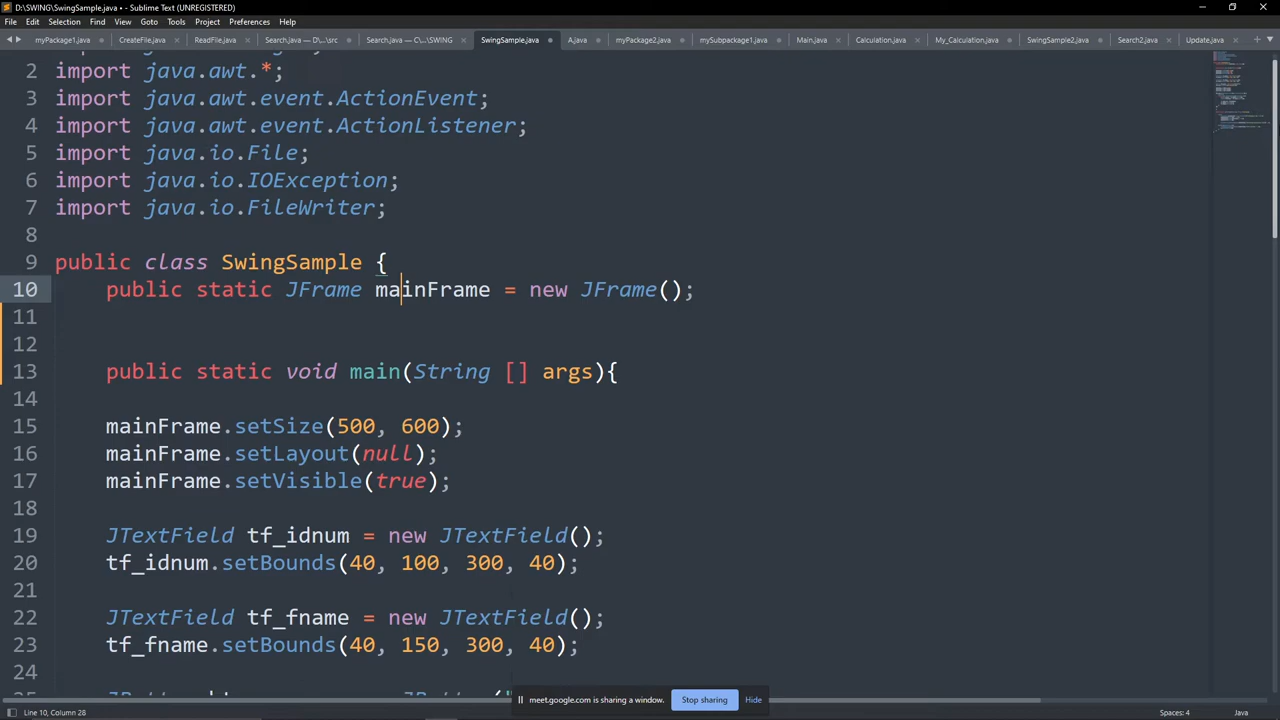 D:\SWING\SwingSample.java • - Sublime Text (UNREGISTERED)
File Edit Selection Find View Goto Tools Project Preferences Help
myPackage1.java CreateFile.java ReadFile.java Search.java — D:\...\src Search.java — C:\...\SWING SwingSample.java A.java myPackage2.java mySubpackage1.java Main.java Calculation.java My_Calculation.java SwingSample2.java Search2.java Update.java
2 import java.awt.*;
3 import java.awt.event.ActionEvent;
4 import java.awt.event.ActionListener;
5 import java.io.File;
6 import java.io.IOException;
7 import java.io.FileWriter;
8
9 public class SwingSample {
10 public static JFrame mainFrame = new JFrame();
11
12
13 public static void main(String [] args){
14
15 mainFrame.setSize(500, 600);
16 mainFrame.setLayout(null);
17 mainFrame.setVisible(true);
18
19 JTextField tf_idnum = new JTextField();
20 tf_idnum.setBounds(40, 100, 300, 40);
21
22 JTextField tf_fname = new JTextField();
23 tf_fname.setBounds(40, 150, 300, 40);
24
meet.google.com is sharing a window. Stop sharing Hide
Line 10, Column 28 Spaces: 4 Java